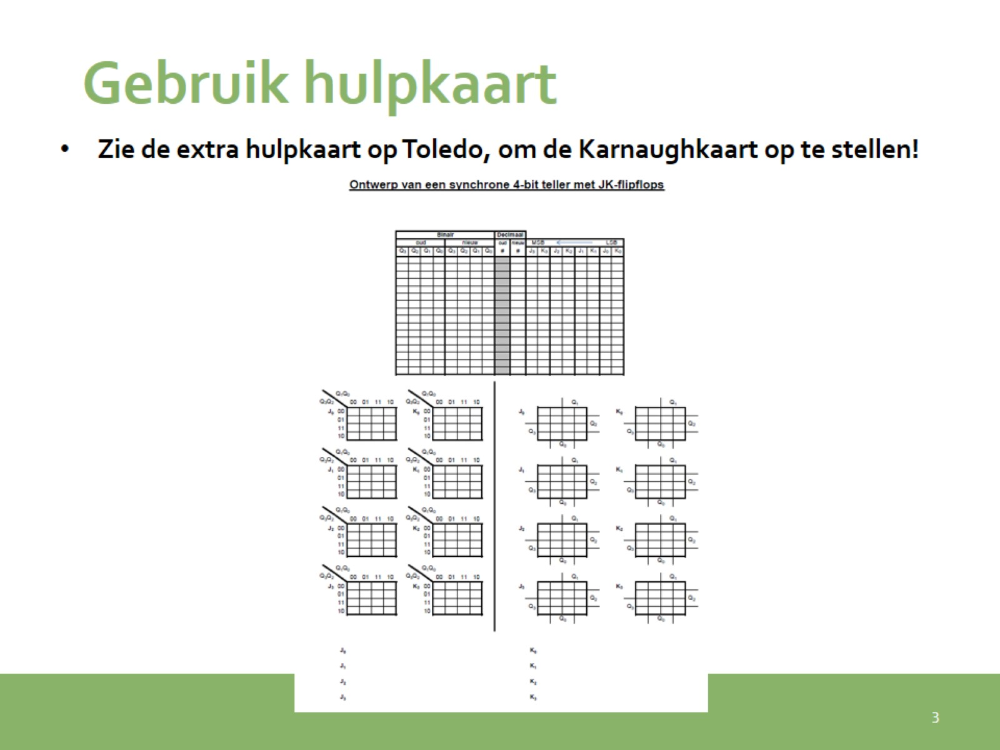 Gebruik hulpkaart
• Zie de extra hulpkaart op Toledo, om de Karnaughkaart op te stellen!
Ontwerp van een synchrone 4-bit teller met JK-flipflops
Binair Decimaal
oud nieuw oud nieuw MSB LSB
Q₃ Q₂ Q₁ Q₀ Q₃ Q₂ Q₁ Q₀ # # J₃ K₃ J₂ K₂ J₁ K₁ J₀ K₀
Q₁Q₀ Q₁Q₀
Q₃Q₂ 00 01 11 10 Q₃Q₂ 00 01 11 10 Q₁ Q₁
J₀ 00 K₀ 00 J₀ K₀
01 01
11 11 Q₂ Q₂
10 10 Q₃ Q₃
Q₀ Q₀
Q₁Q₀ Q₁Q₀
Q₃Q₂ 00 01 11 10 Q₃Q₂ 00 01 11 10 Q₁ Q₁
J₁ 00 K₁ 00 J₁ K₁
01 01
11 11 Q₂ Q₂
10 10 Q₃ Q₃
Q₀ Q₀
Q₁Q₀ Q₁Q₀
Q₃Q₂ 00 01 11 10 Q₃Q₂ 00 01 11 10 Q₁ Q₁
J₂ 00 K₂ 00 J₂ K₂
01 01
11 11 Q₂ Q₂
10 10 Q₃ Q₃
Q₀ Q₀
Q₁Q₀ Q₁Q₀
Q₃Q₂ 00 01 11 10 Q₃Q₂ 00 01 11 10 Q₁ Q₁
J₃ 00 K₃ 00 J₃ K₃
01 01
11 11 Q₂ Q₂
10 10 Q₃ Q₃
Q₀ Q₀
J₀ K₀
J₁ K₁
J₂ K₂
J₃ K₃
3